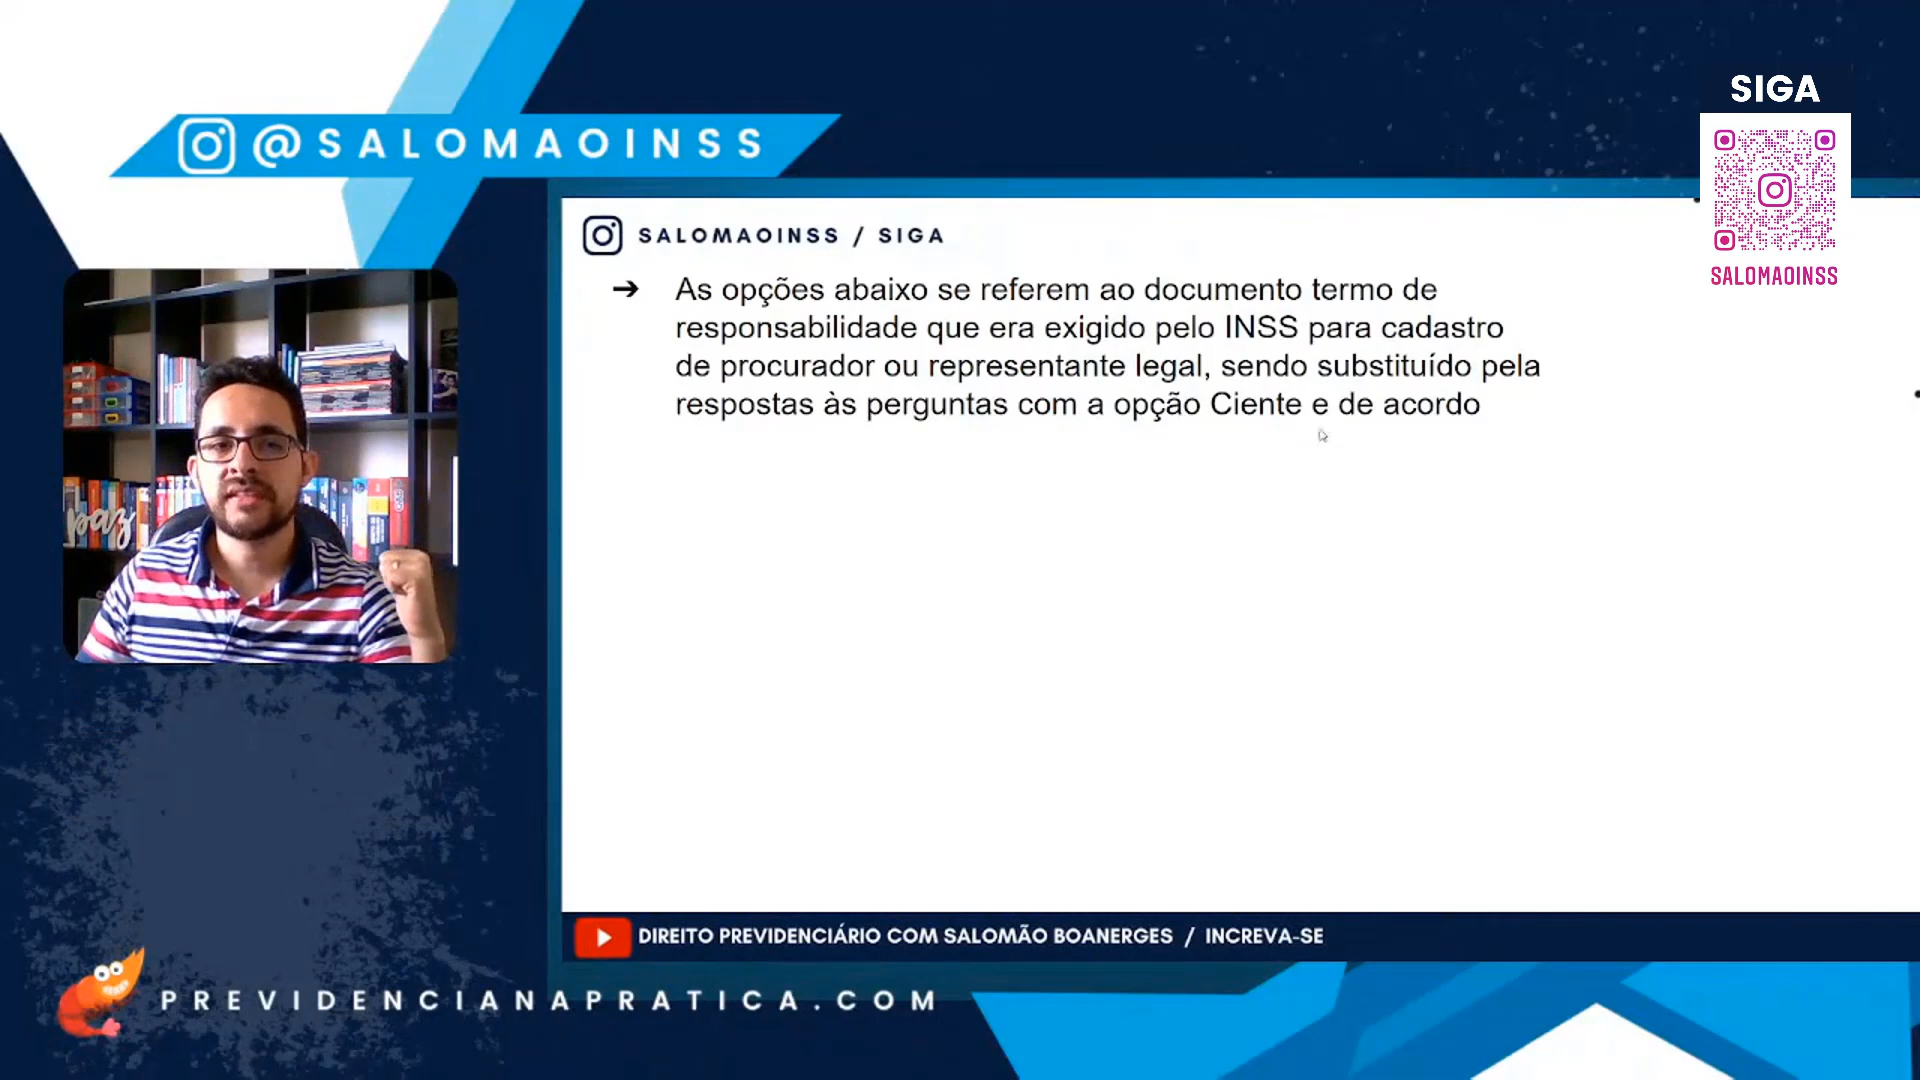 SIGA
@SALOMAOINSS
SALOMAOINSS / SIGA
SALOMAOINSS
➔ As opções abaixo se referem ao documento termo de
responsabilidade que era exigido pelo INSS para cadastro
de procurador ou representante legal, sendo substituído pela
respostas às perguntas com a opção Ciente e de acordo
paz
DIREITO PREVIDENCIÁRIO COM SALOMÃO BOANERGES / INCREVA-SE
PREVIDENCIANAPRATICA.COM